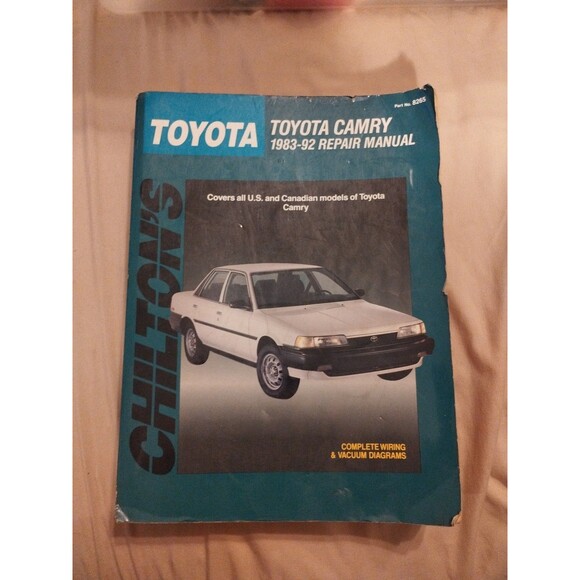 Part No. 8265
TOYOTA
TOYOTA CAMRY
1983-92 REPAIR MANUAL
CHILTON'S
Covers all U.S. and Canadian models of Toyota
Camry
COMPLETE WIRING
& VACUUM DIAGRAMS